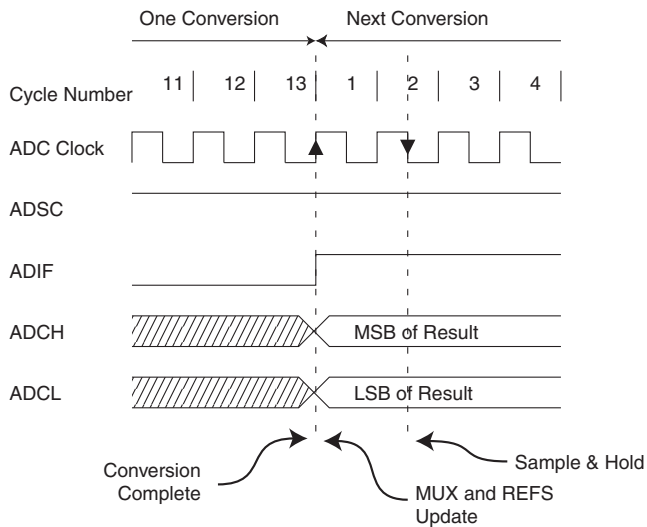 One Conversion Next Conversion
Cycle Number 11 12 13 1 2 3 4
ADC Clock
ADSC
ADIF
ADCH MSB of Result
ADCL LSB of Result
Conversion Complete
MUX and REFS Update
Sample & Hold